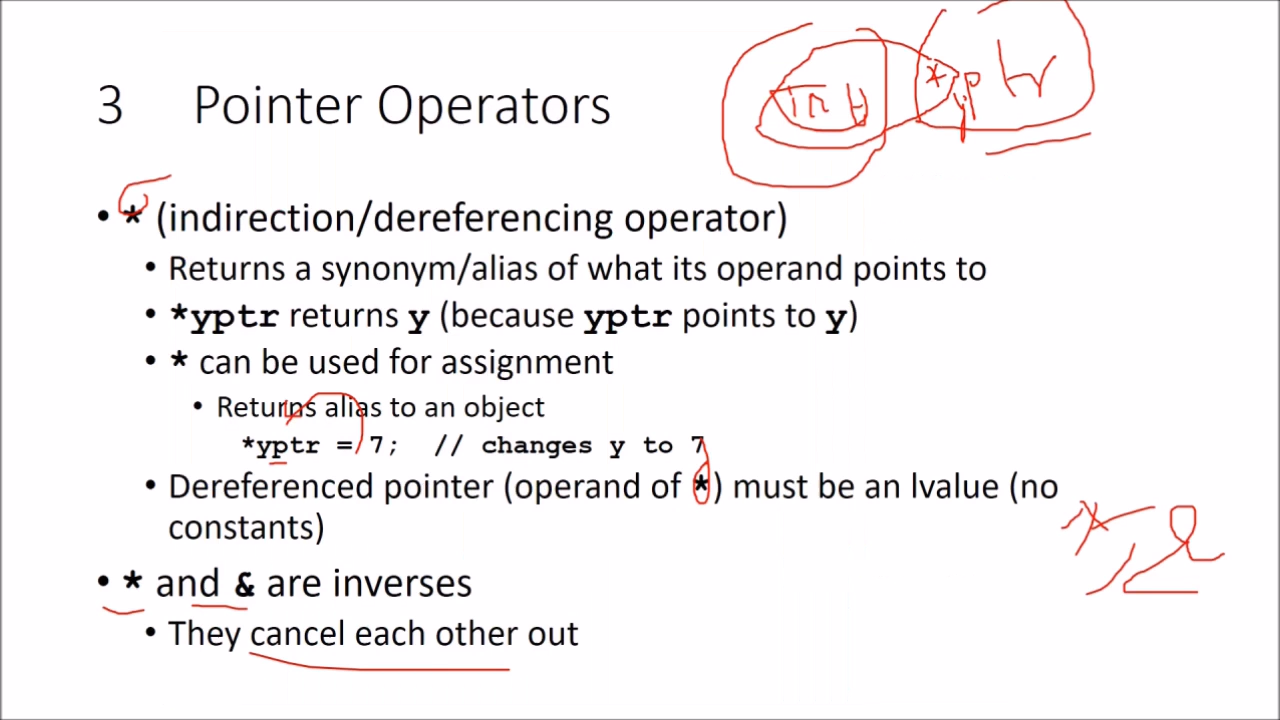 3 Pointer Operators
int *yptr
• * (indirection/dereferencing operator)
• Returns a synonym/alias of what its operand points to
• *yptr returns y (because yptr points to y)
• * can be used for assignment
• Returns alias to an object
*yptr = 7; // changes y to 7
• Dereferenced pointer (operand of *) must be an lvalue (no
constants)
• * and & are inverses
• They cancel each other out